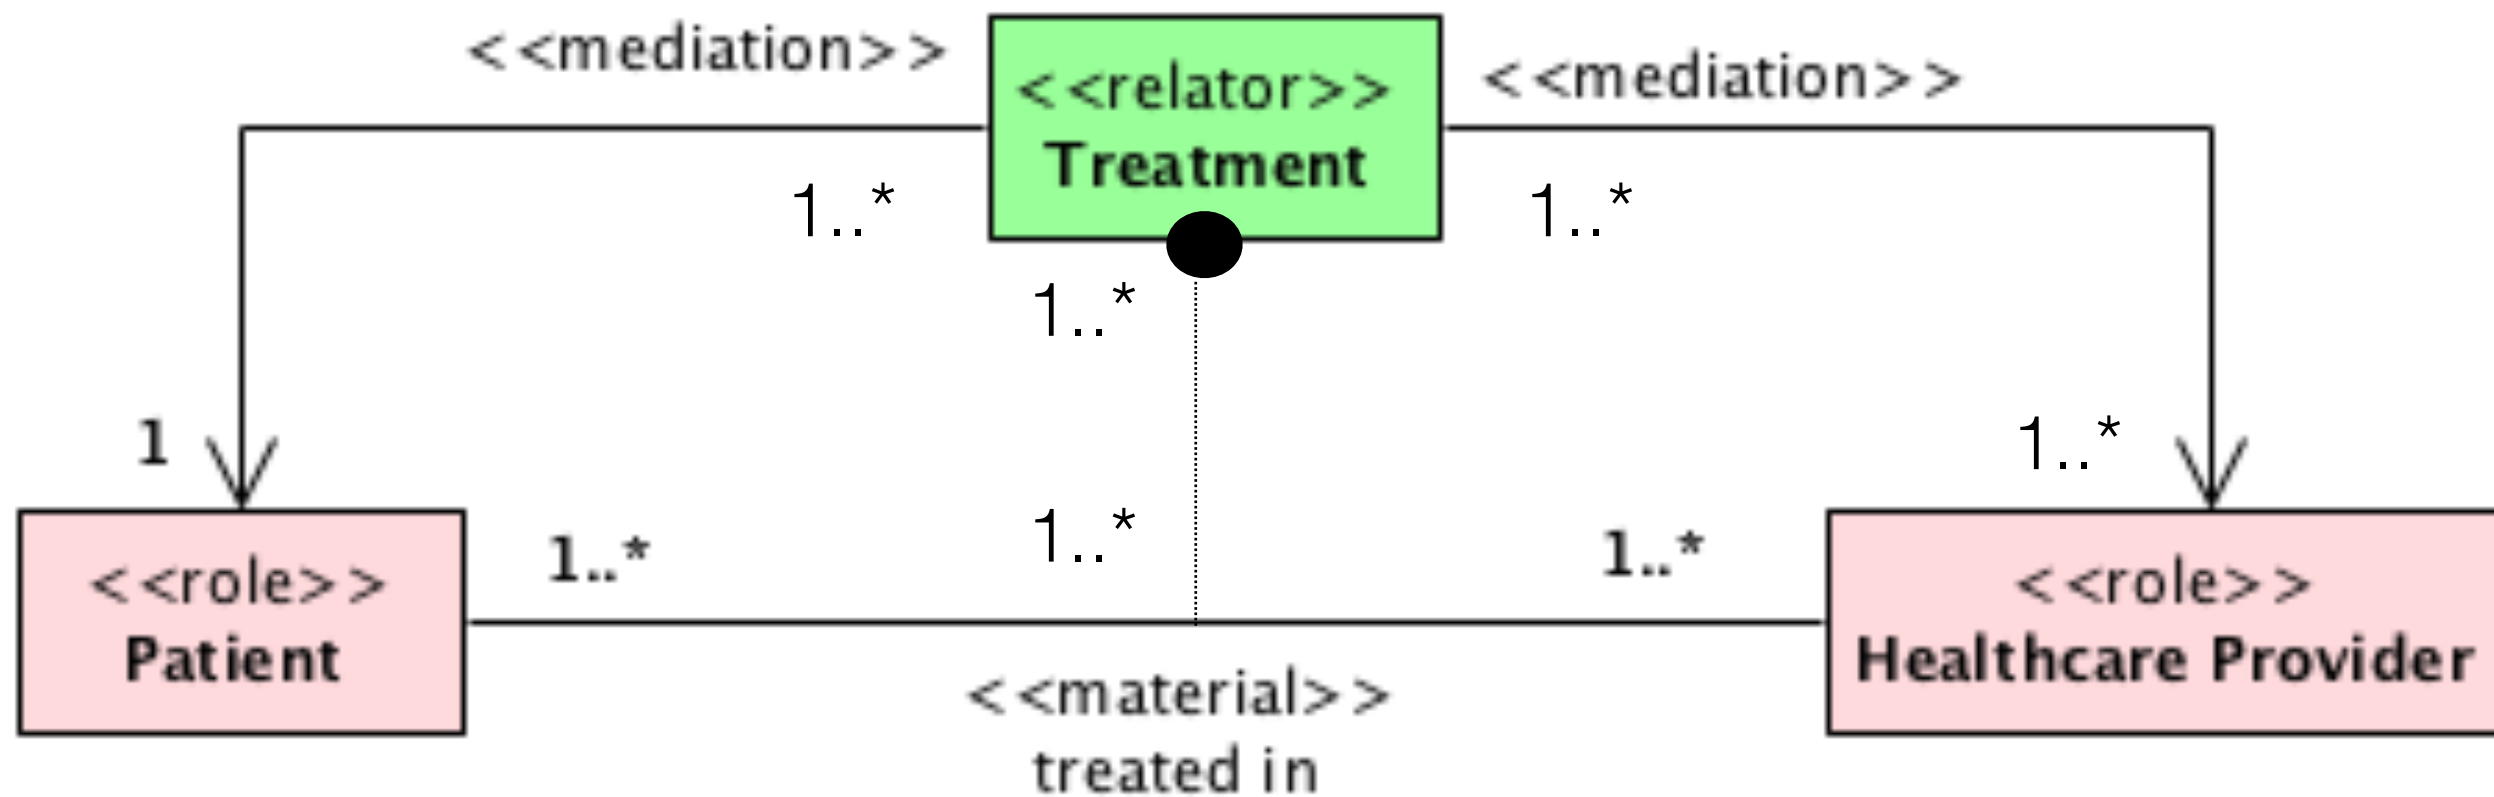 <<mediation>>
<<relator>>
Treatment
<<mediation>>
1..*
1..*
1..*
1
1..*
1..*
1..*
1..*
<<role>>
Patient
<<role>>
Healthcare Provider
<<material>>
treated in